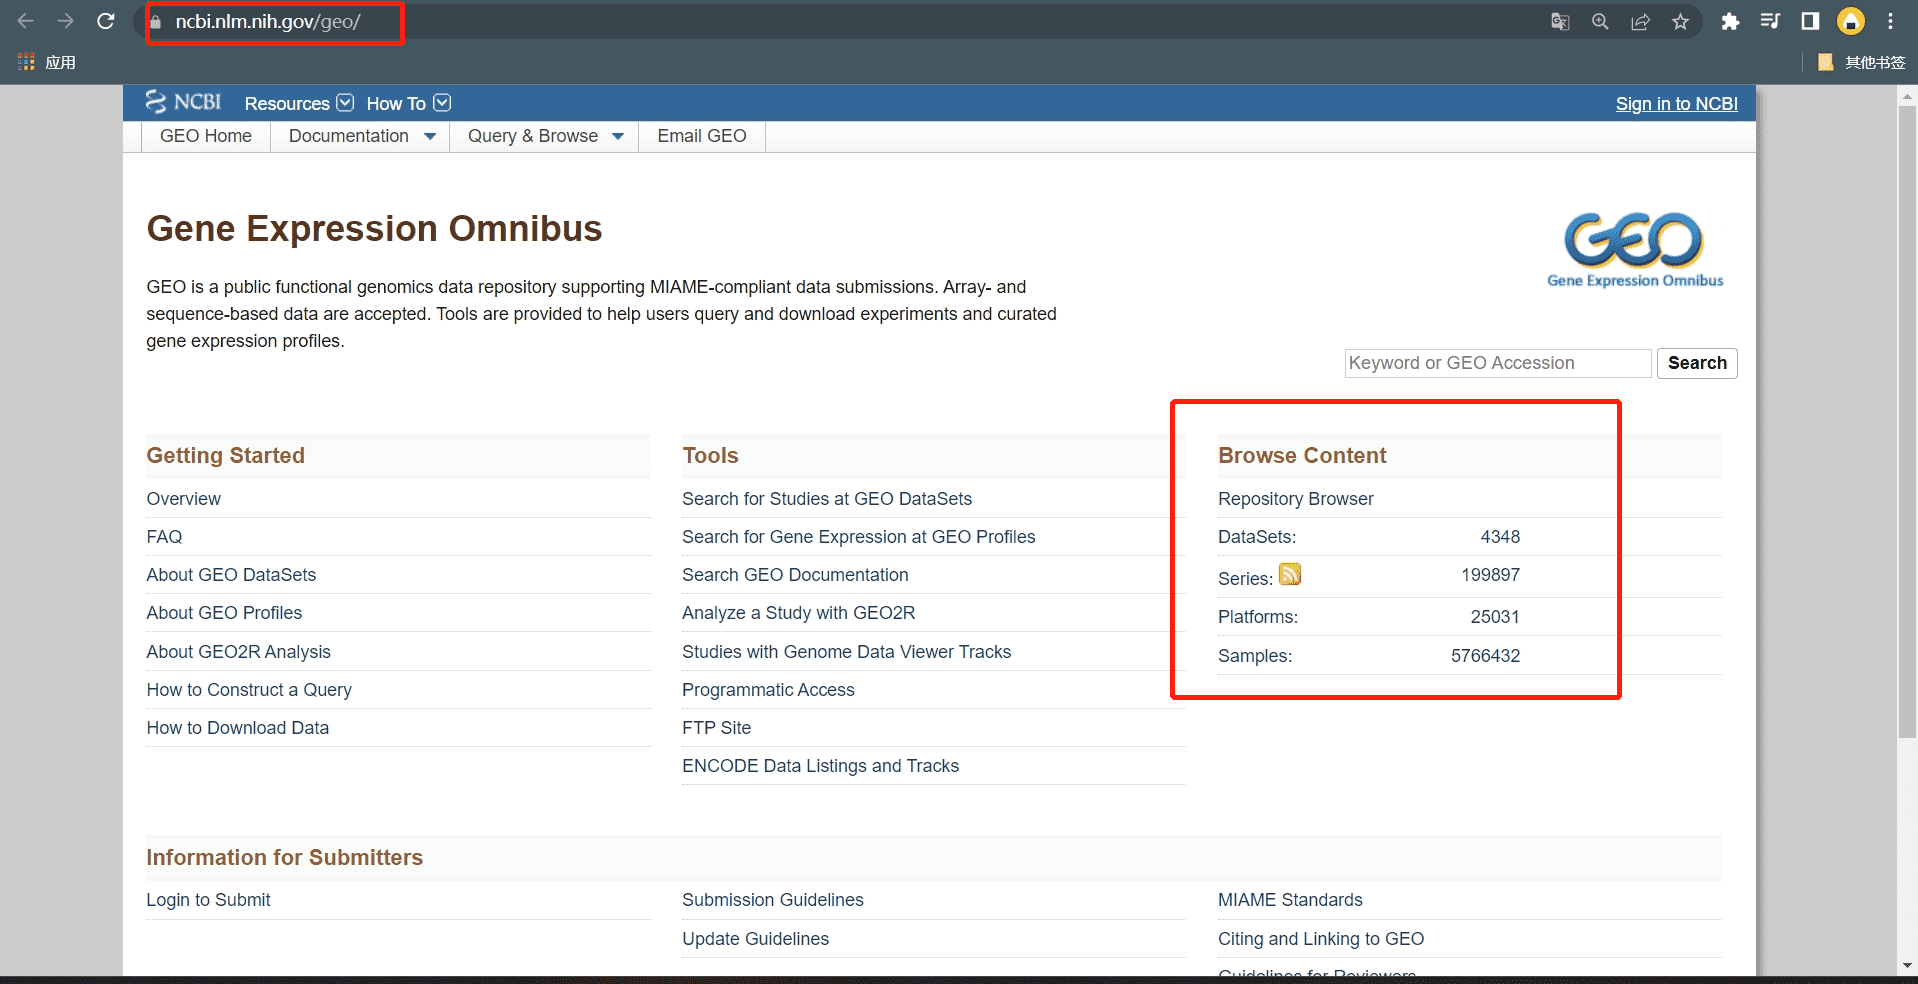 ncbi.nlm.nih.gov/geo/
应用
其他书签
NCBI Resources How To Sign in to NCBI
GEO Home Documentation Query & Browse Email GEO
Gene Expression Omnibus
GEO
Gene Expression Omnibus
GEO is a public functional genomics data repository supporting MIAME-compliant data submissions. Array- and
sequence-based data are accepted. Tools are provided to help users query and download experiments and curated
gene expression profiles.
Keyword or GEO Accession Search
Getting Started
Overview
FAQ
About GEO DataSets
About GEO Profiles
About GEO2R Analysis
How to Construct a Query
How to Download Data
Tools
Search for Studies at GEO DataSets
Search for Gene Expression at GEO Profiles
Search GEO Documentation
Analyze a Study with GEO2R
Studies with Genome Data Viewer Tracks
Programmatic Access
FTP Site
ENCODE Data Listings and Tracks
Browse Content
Repository Browser
DataSets: 4348
Series: 199897
Platforms: 25031
Samples: 5766432
Information for Submitters
Login to Submit
Submission Guidelines
Update Guidelines
MIAME Standards
Citing and Linking to GEO
Guidelines for Reviewers